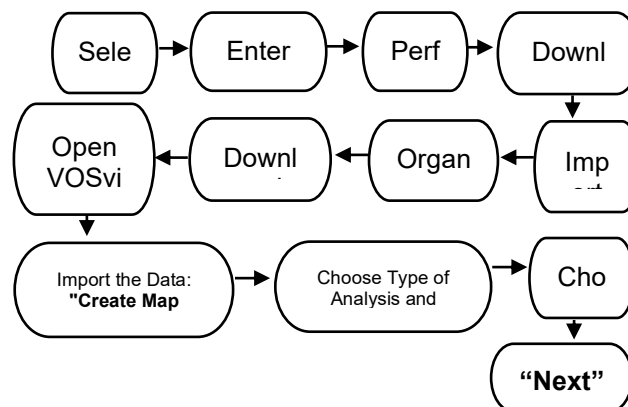 Sele
Enter
Perf
Downl
Imp
Organ
Downl
Open
VOSvi
Import the Data:
"Create Map
Choose Type of
Analysis and
Cho
“Next”